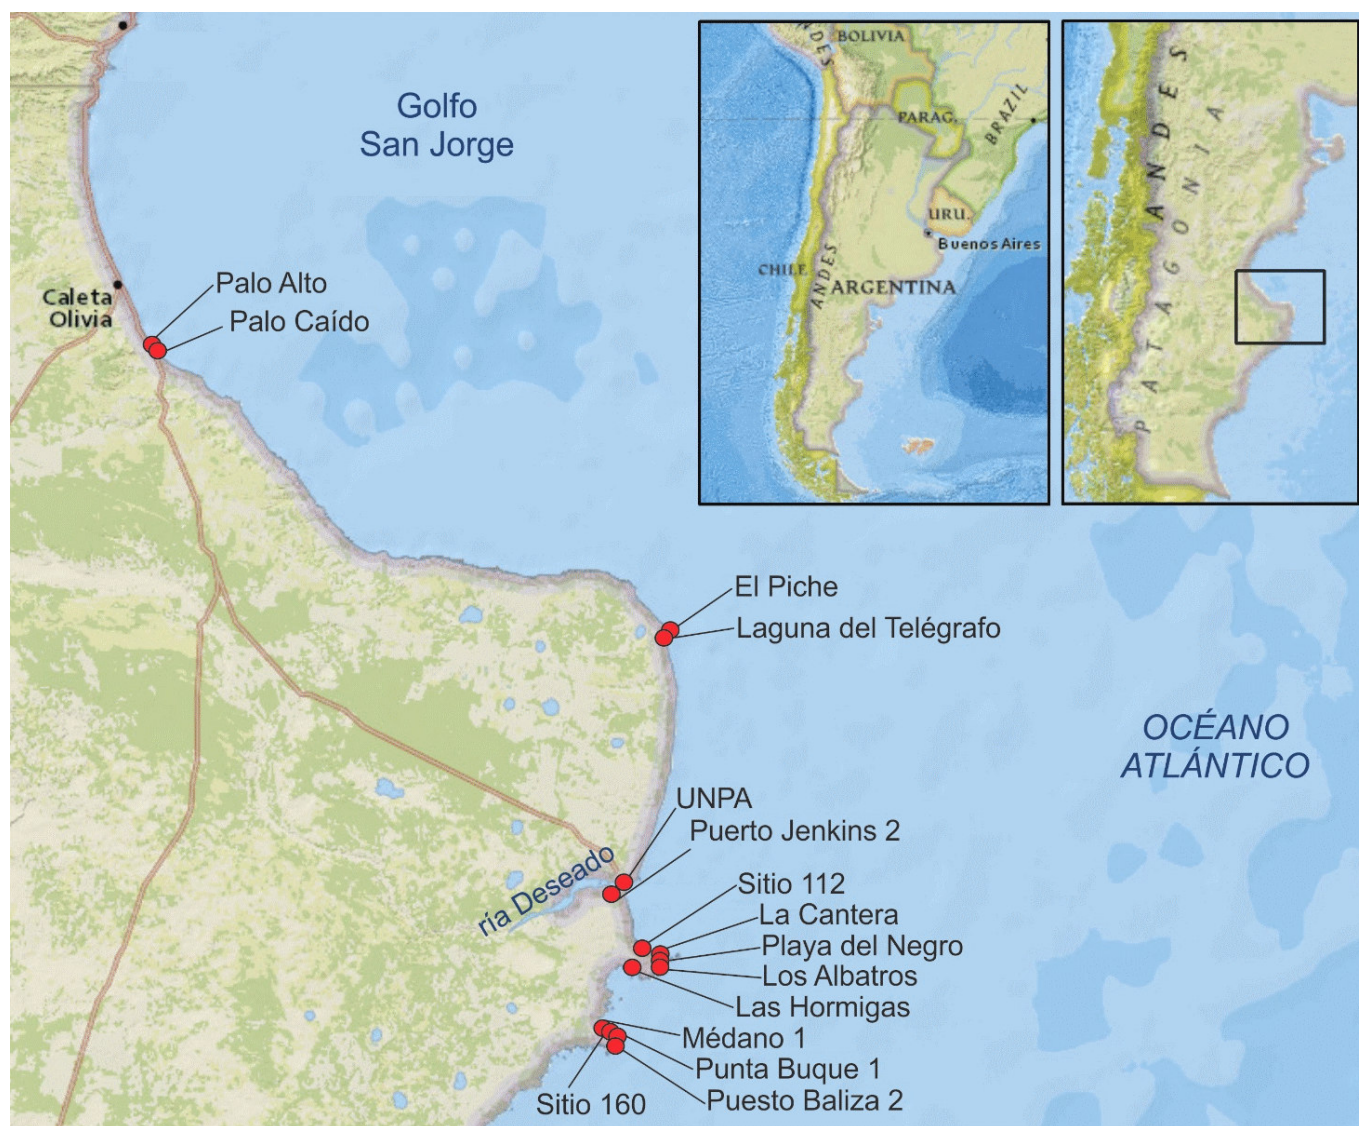 Golfo
San Jorge
Caleta
Olivia
Palo Alto
Palo Caído
El Piche
Laguna del Telégrafo
OCÉANO
ATLÁNTICO
UNPA
Puerto Jenkins 2
ría Deseado
Sitio 112
La Cantera
Playa del Negro
Los Albatros
Las Hormigas
Médano 1
Punta Buque 1
Sitio 160
Puesto Baliza 2
BOLIVIA
PARAG.
BRAZIL
URU.
Buenos Aires
CHILE
ANDES
ARGENTINA
ANDES
PATAGONIA